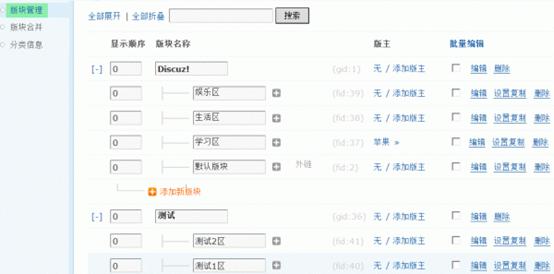 版块管理
版块合并
分类信息
全部展开 | 全部折叠 搜索
显示顺序 版块名称 版主 批量编辑
[-] 0 Discuz! (gid:1) 无 / 添加版主 编辑 删除
0 娱乐区 (fid:39) 无 / 添加版主 编辑 设置复制 删除
0 生活区 (fid:38) 无 / 添加版主 编辑 设置复制 删除
0 学习区 (fid:37) 苹果 » 编辑 设置复制 删除
0 默认版块 外链 (fid:2) 无 / 添加版主 编辑 设置复制 删除
添加新版块
[-] 0 测试 (gid:36) 无 / 添加版主 编辑 删除
0 测试2区 (fid:41) 无 / 添加版主 编辑 设置复制 删除
0 测试1区 (fid:40) 无 / 添加版主 编辑 设置复制 删除